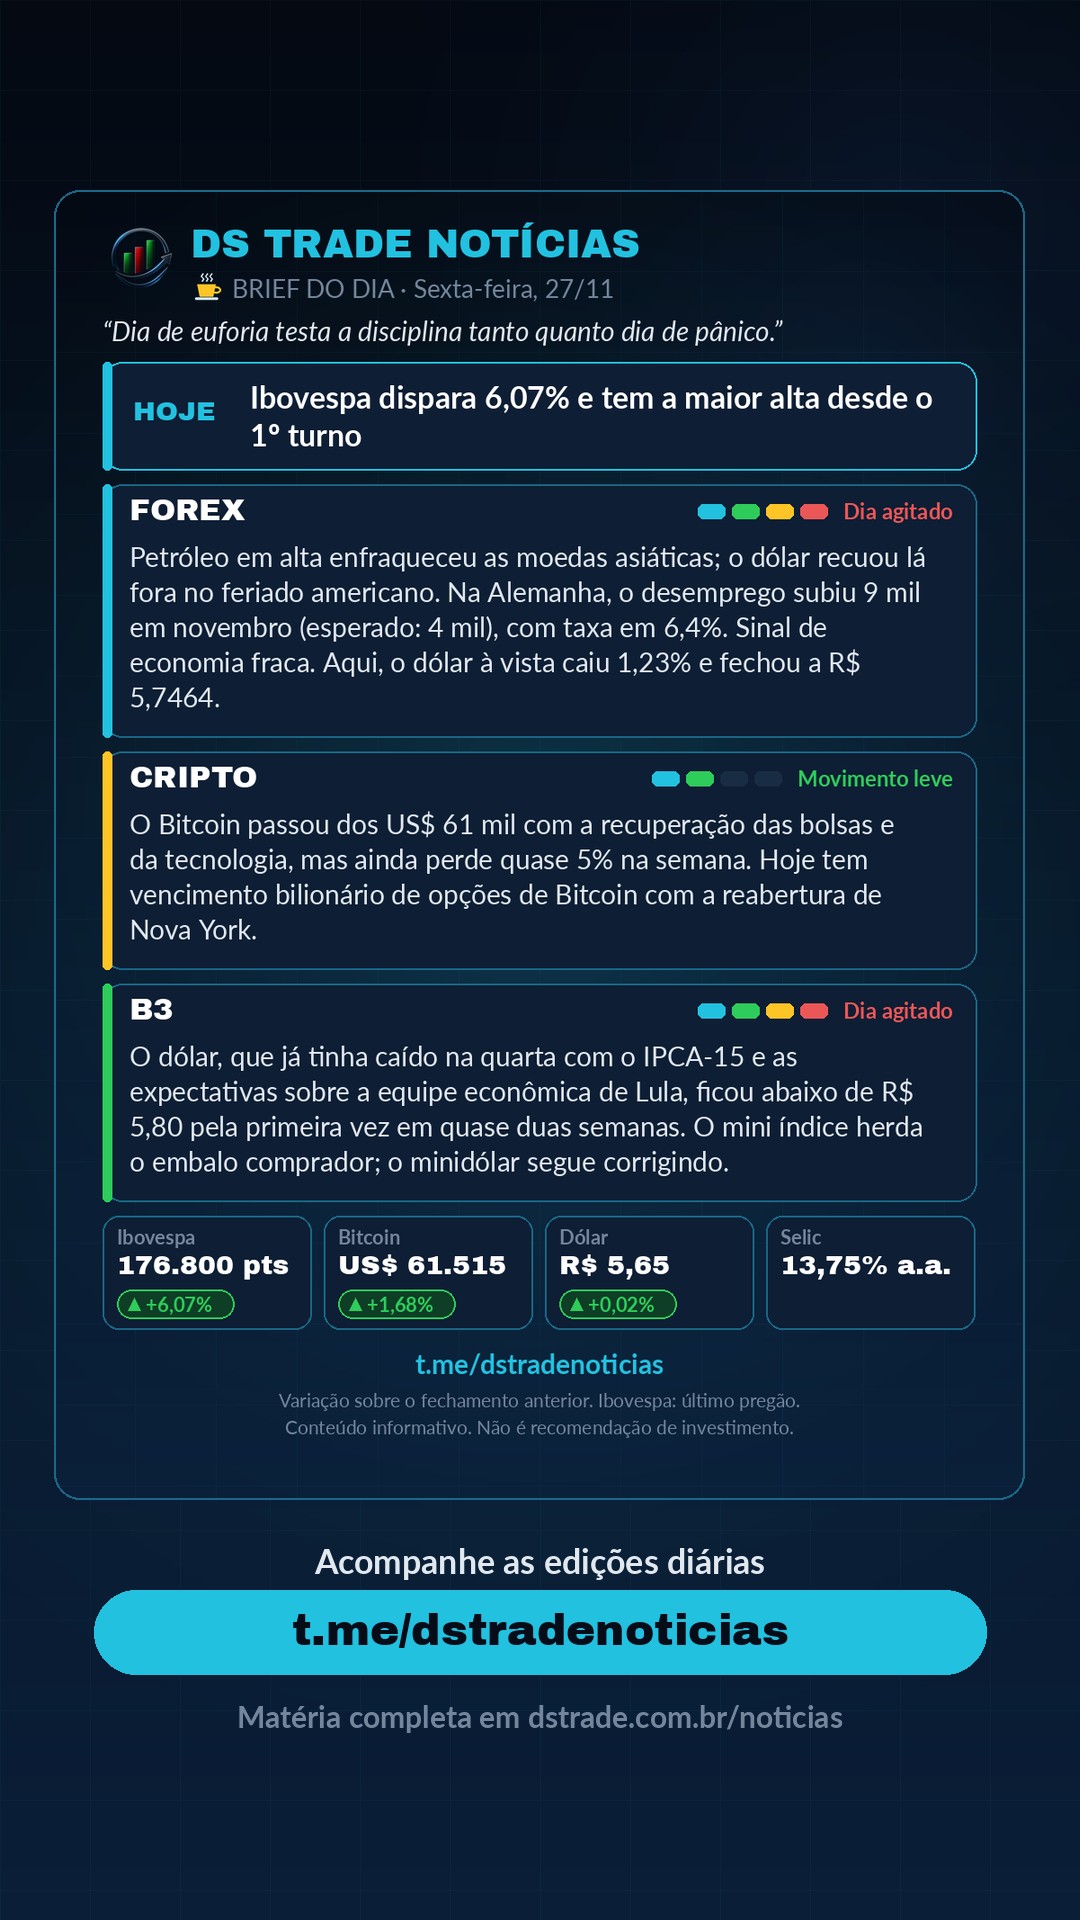 DS TRADE NOTÍCIAS
BRIEF DO DIA · Sexta-feira, 27/11
“Dia de euforia testa a disciplina tanto quanto dia de pânico.”
HOJE
Ibovespa dispara 6,07% e tem a maior alta desde o
1º turno
FOREX
Dia agitado
Petróleo em alta enfraqueceu as moedas asiáticas; o dólar recuou lá
fora no feriado americano. Na Alemanha, o desemprego subiu 9 mil
em novembro (esperado: 4 mil), com taxa em 6,4%. Sinal de
economia fraca. Aqui, o dólar à vista caiu 1,23% e fechou a R$
5,7464.
CRIPTO
Movimento leve
O Bitcoin passou dos US$ 61 mil com a recuperação das bolsas e
da tecnologia, mas ainda perde quase 5% na semana. Hoje tem
vencimento bilionário de opções de Bitcoin com a reabertura de
Nova York.
B3
Dia agitado
O dólar, que já tinha caído na quarta com o IPCA-15 e as
expectativas sobre a equipe econômica de Lula, ficou abaixo de R$
5,80 pela primeira vez em quase duas semanas. O mini índice herda
o embalo comprador; o minidólar segue corrigindo.
Ibovespa
176.800 pts
▲+6,07%
Bitcoin
US$ 61.515
▲+1,68%
Dólar
R$ 5,65
▲+0,02%
Selic
13,75% a.a.
t.me/dstradenoticias
Variação sobre o fechamento anterior. Ibovespa: último pregão.
Conteúdo informativo. Não é recomendação de investimento.
Acompanhe as edições diárias
t.me/dstradenoticias
Matéria completa em dstrade.com.br/noticias